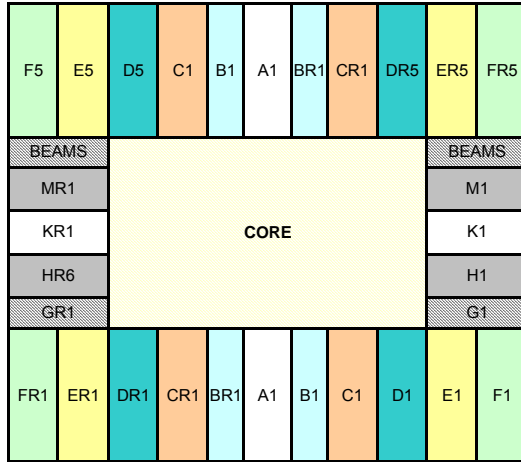 F5 E5 D5 C1 B1 A1 BR1 CR1 DR5 ER5 FR5
BEAMS BEAMS
MR1 M1
KR1 CORE K1
HR6 H1
GR1 G1
FR1 ER1 DR1 CR1 BR1 A1 B1 C1 D1 E1 F1